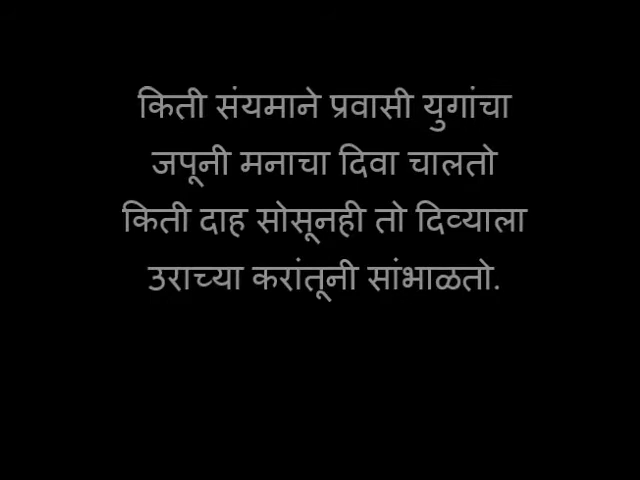 किती संयमाने प्रवासी युगांचा
जपूनी मनाचा दिवा चालतो
किती दाह सोसूनही तो दिव्याला
उराच्या करांतूनी सांभाळतो.